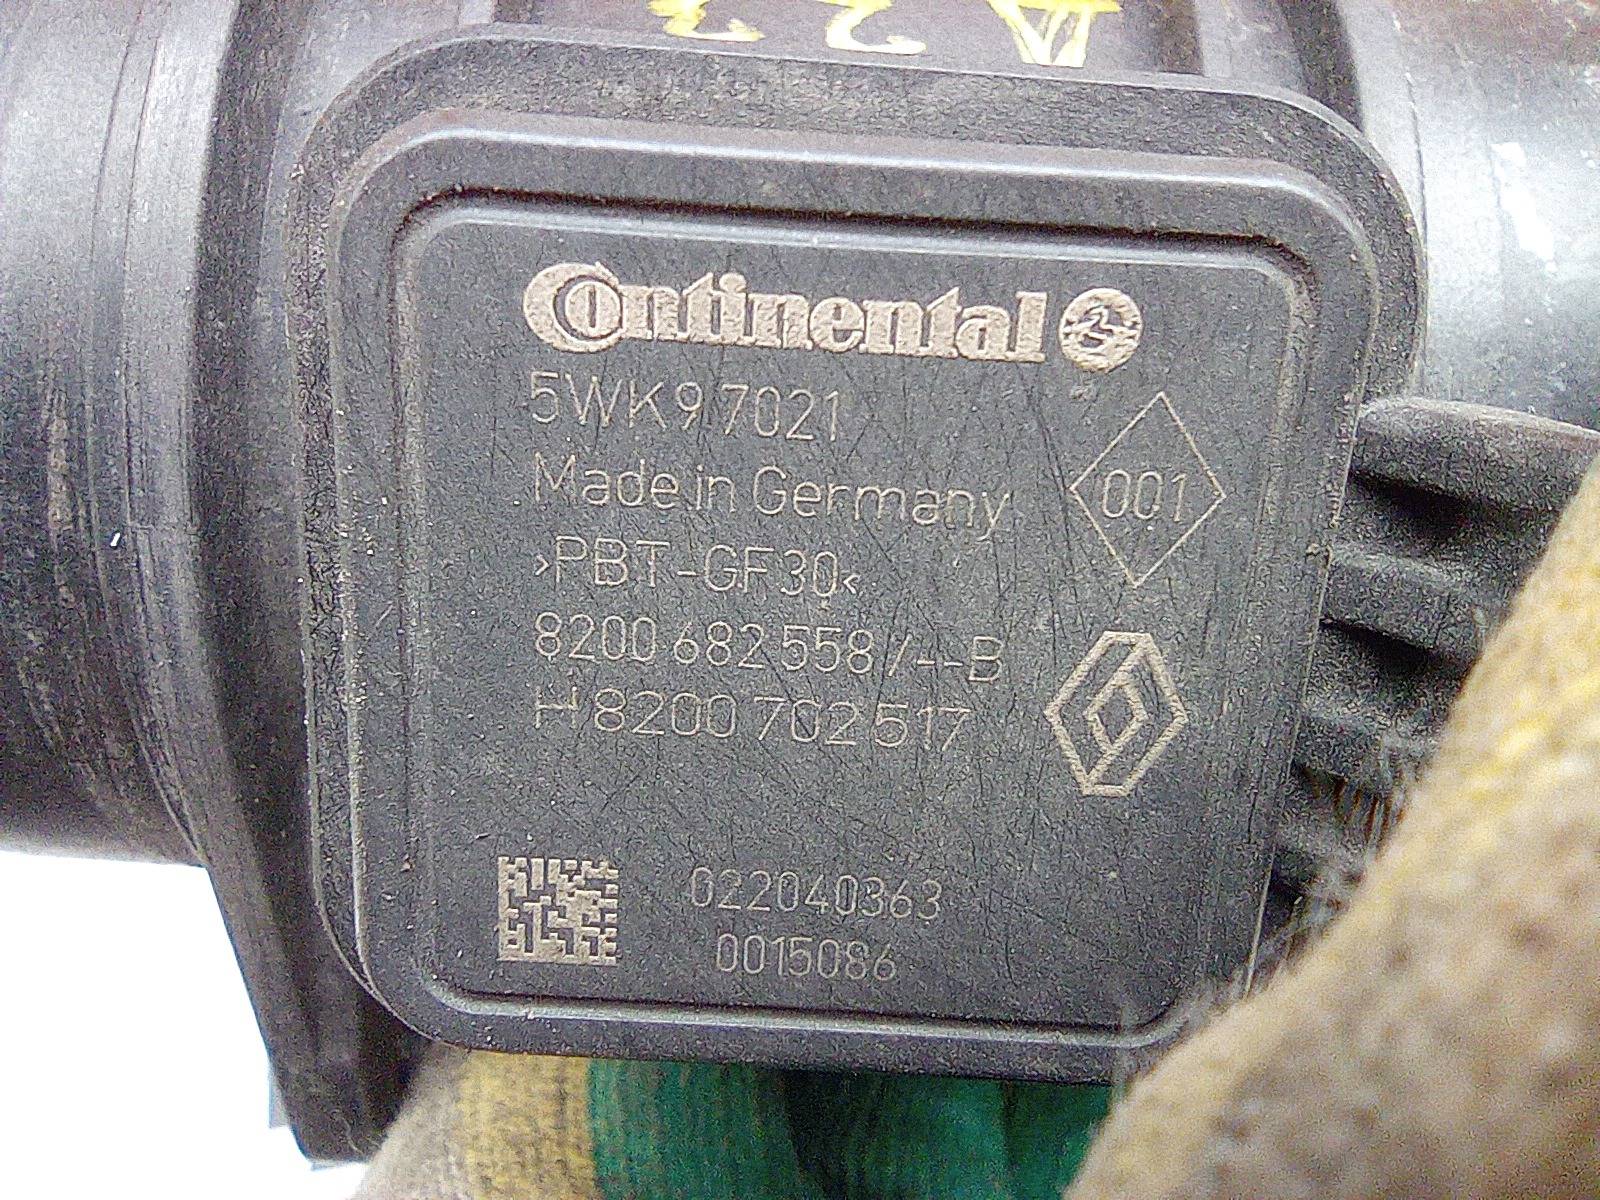 Continental
5WK97021
Made in Germany
001
>PBT-GF30<
8200 682 558 /--B
H 8200 702 517
022040363
0015086